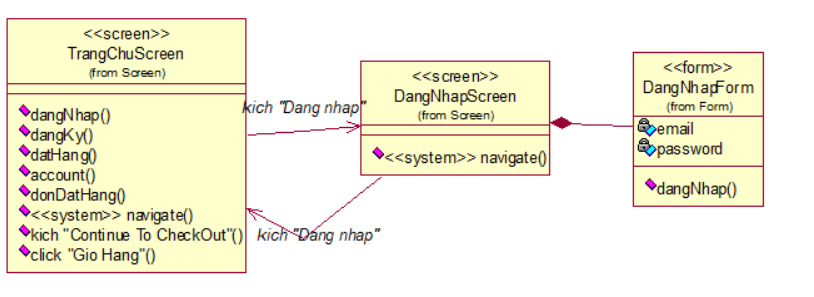 <<screen>>
TrangChuScreen
(from Screen)
dangNhap()
dangKy()
datHang()
account()
donDatHang()
<<system>> navigate()
kich "Continue To CheckOut"()
click "Gio Hang"()
kich "Dang nhap"
<<screen>>
DangNhapScreen
(from Screen)
<<system>> navigate()
kich "Dang nhap"
<<form>>
DangNhapForm
(from Form)
email
password
dangNhap()